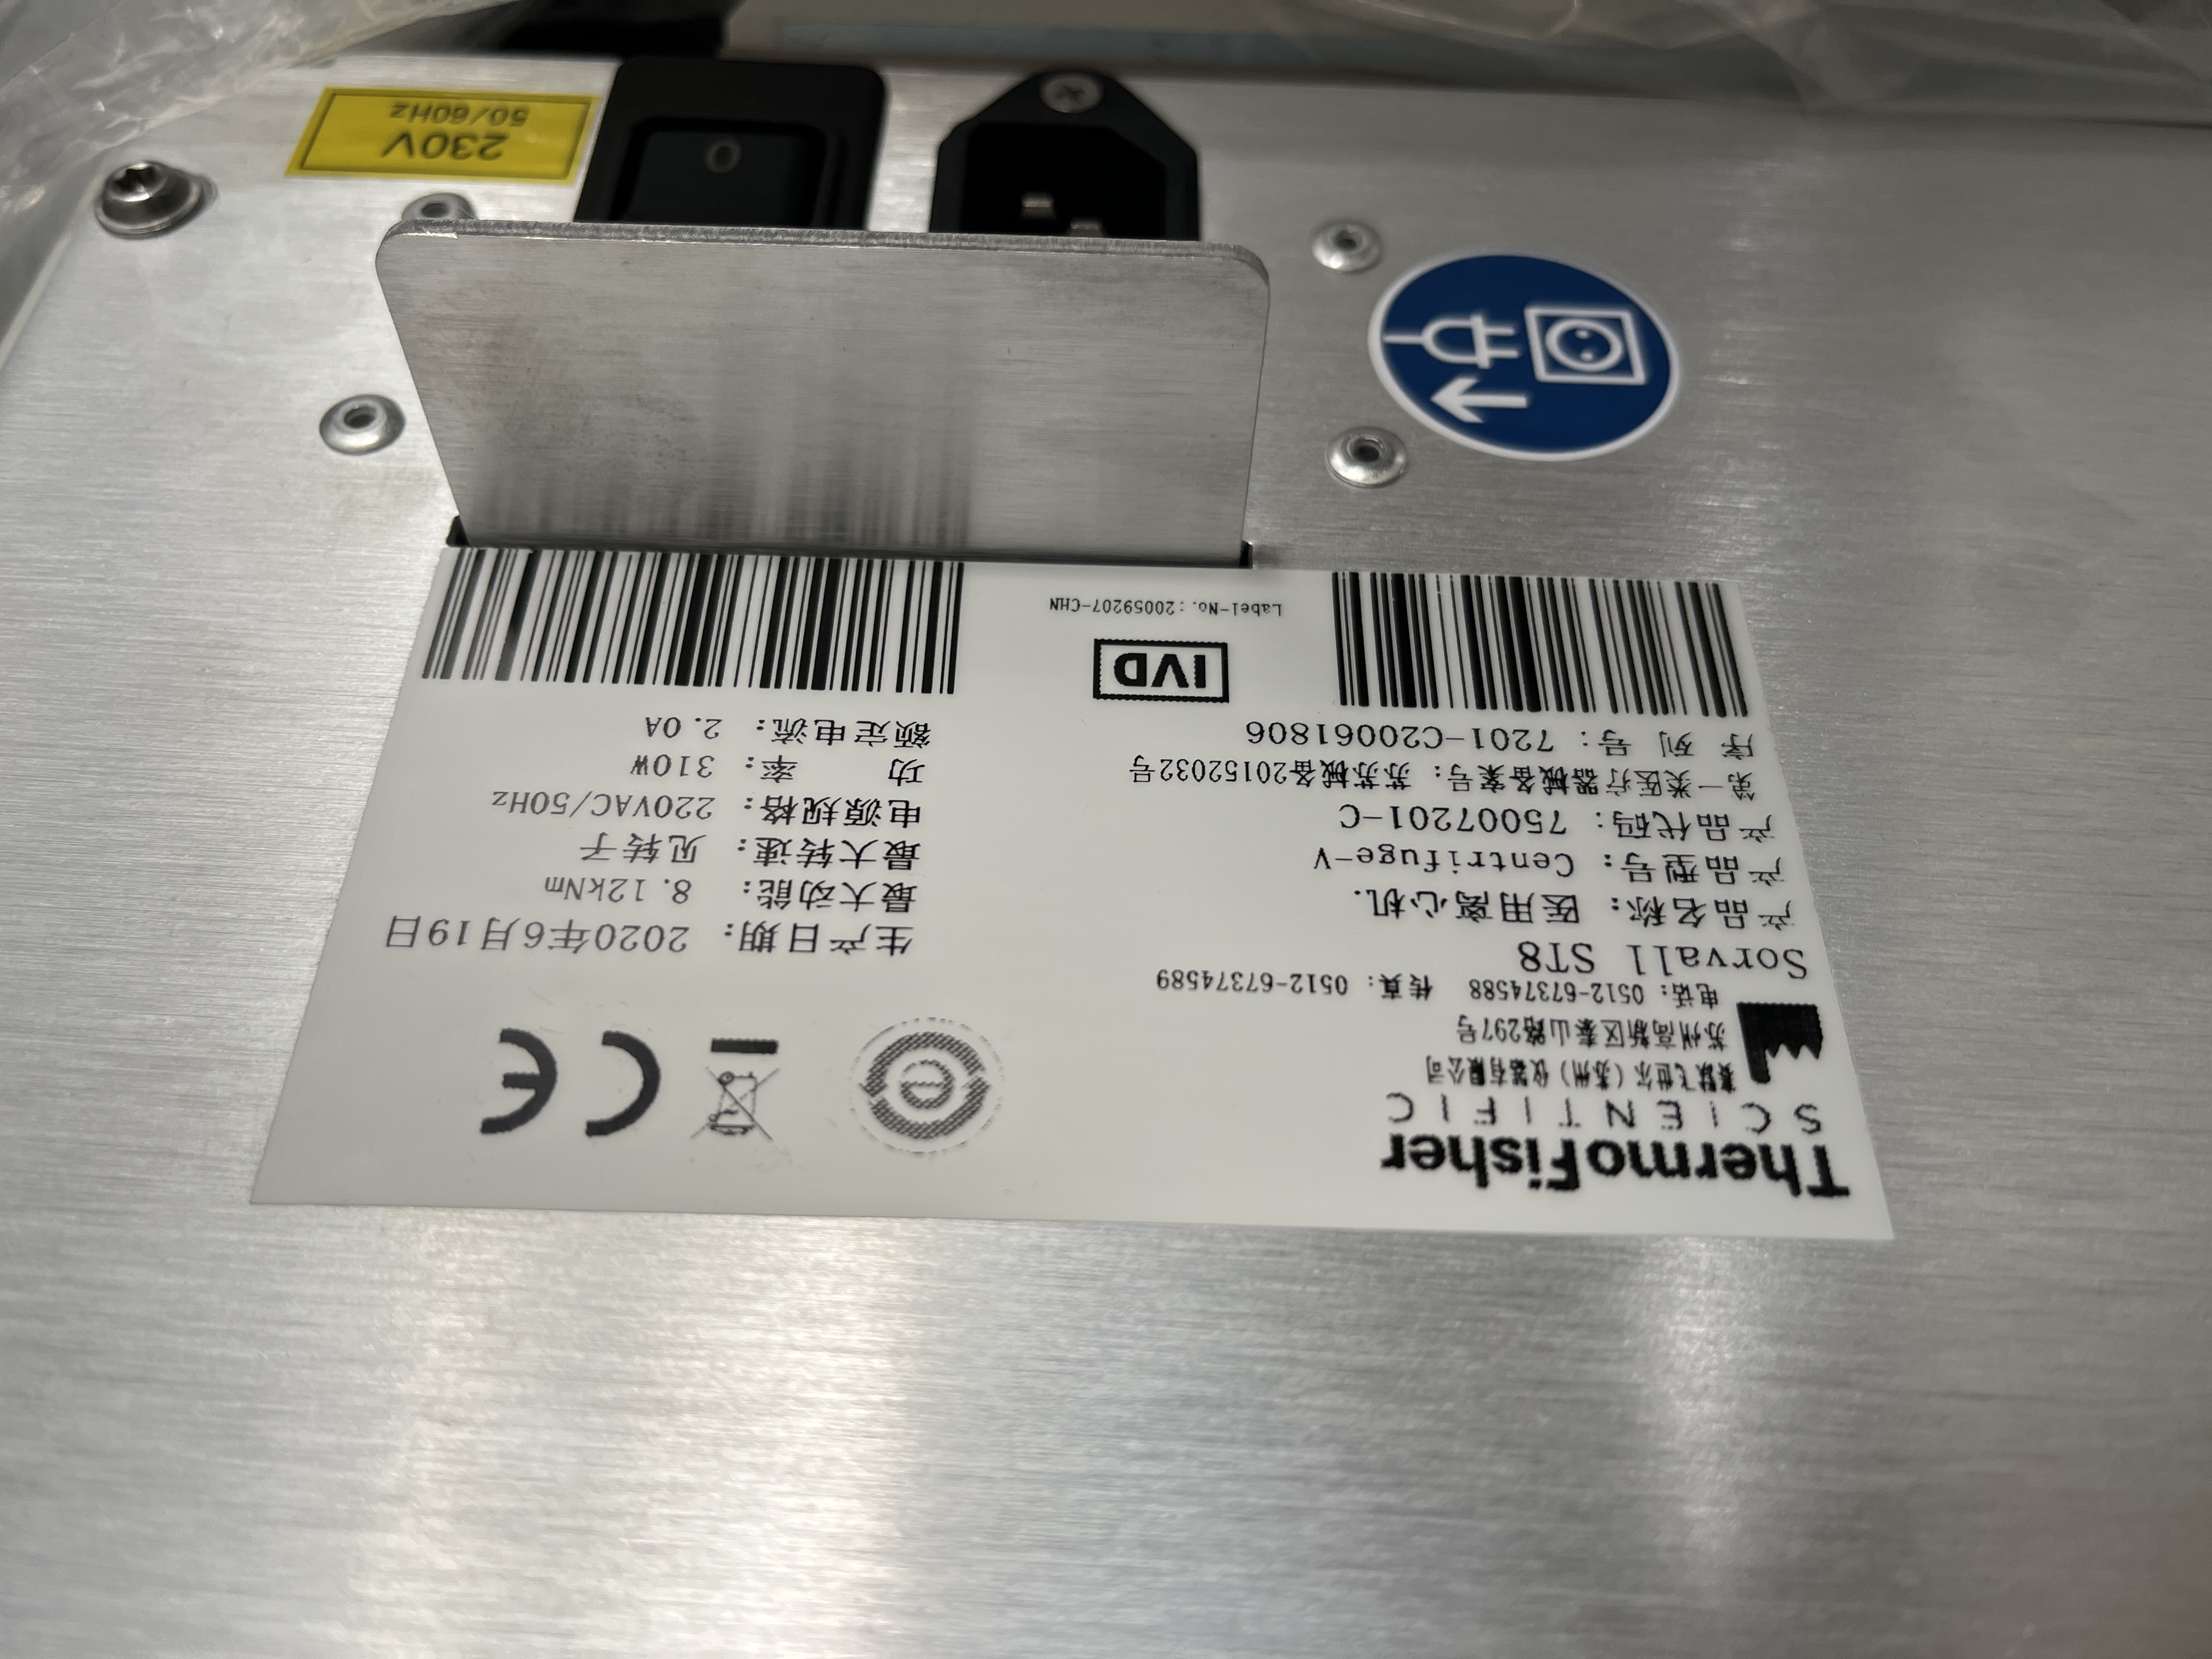 ThermoFisher
SCIENTIFIC
赛默飞世尔（苏州）仪器有限公司
苏州高新区泰山路297号
电话: 0512-67374588 传真: 0512-67374589
Sorvall ST8
产品名称: 医用离心机.
产品型号: Centrifuge-V
产品代码: 75007201-C
第一类医疗器械备案号: 苏苏械备20152032号
序 列 号: 7201-C20061806
IVD
Label-No.:20059207-CHN
e
CE
生产日期: 2020年6月19日
最大动能: 8.12kNm
最大转速: 见转子
电源规格: 220VAC/50Hz
功 率: 310W
额定电流: 2.0A
O
230V
50/60Hz